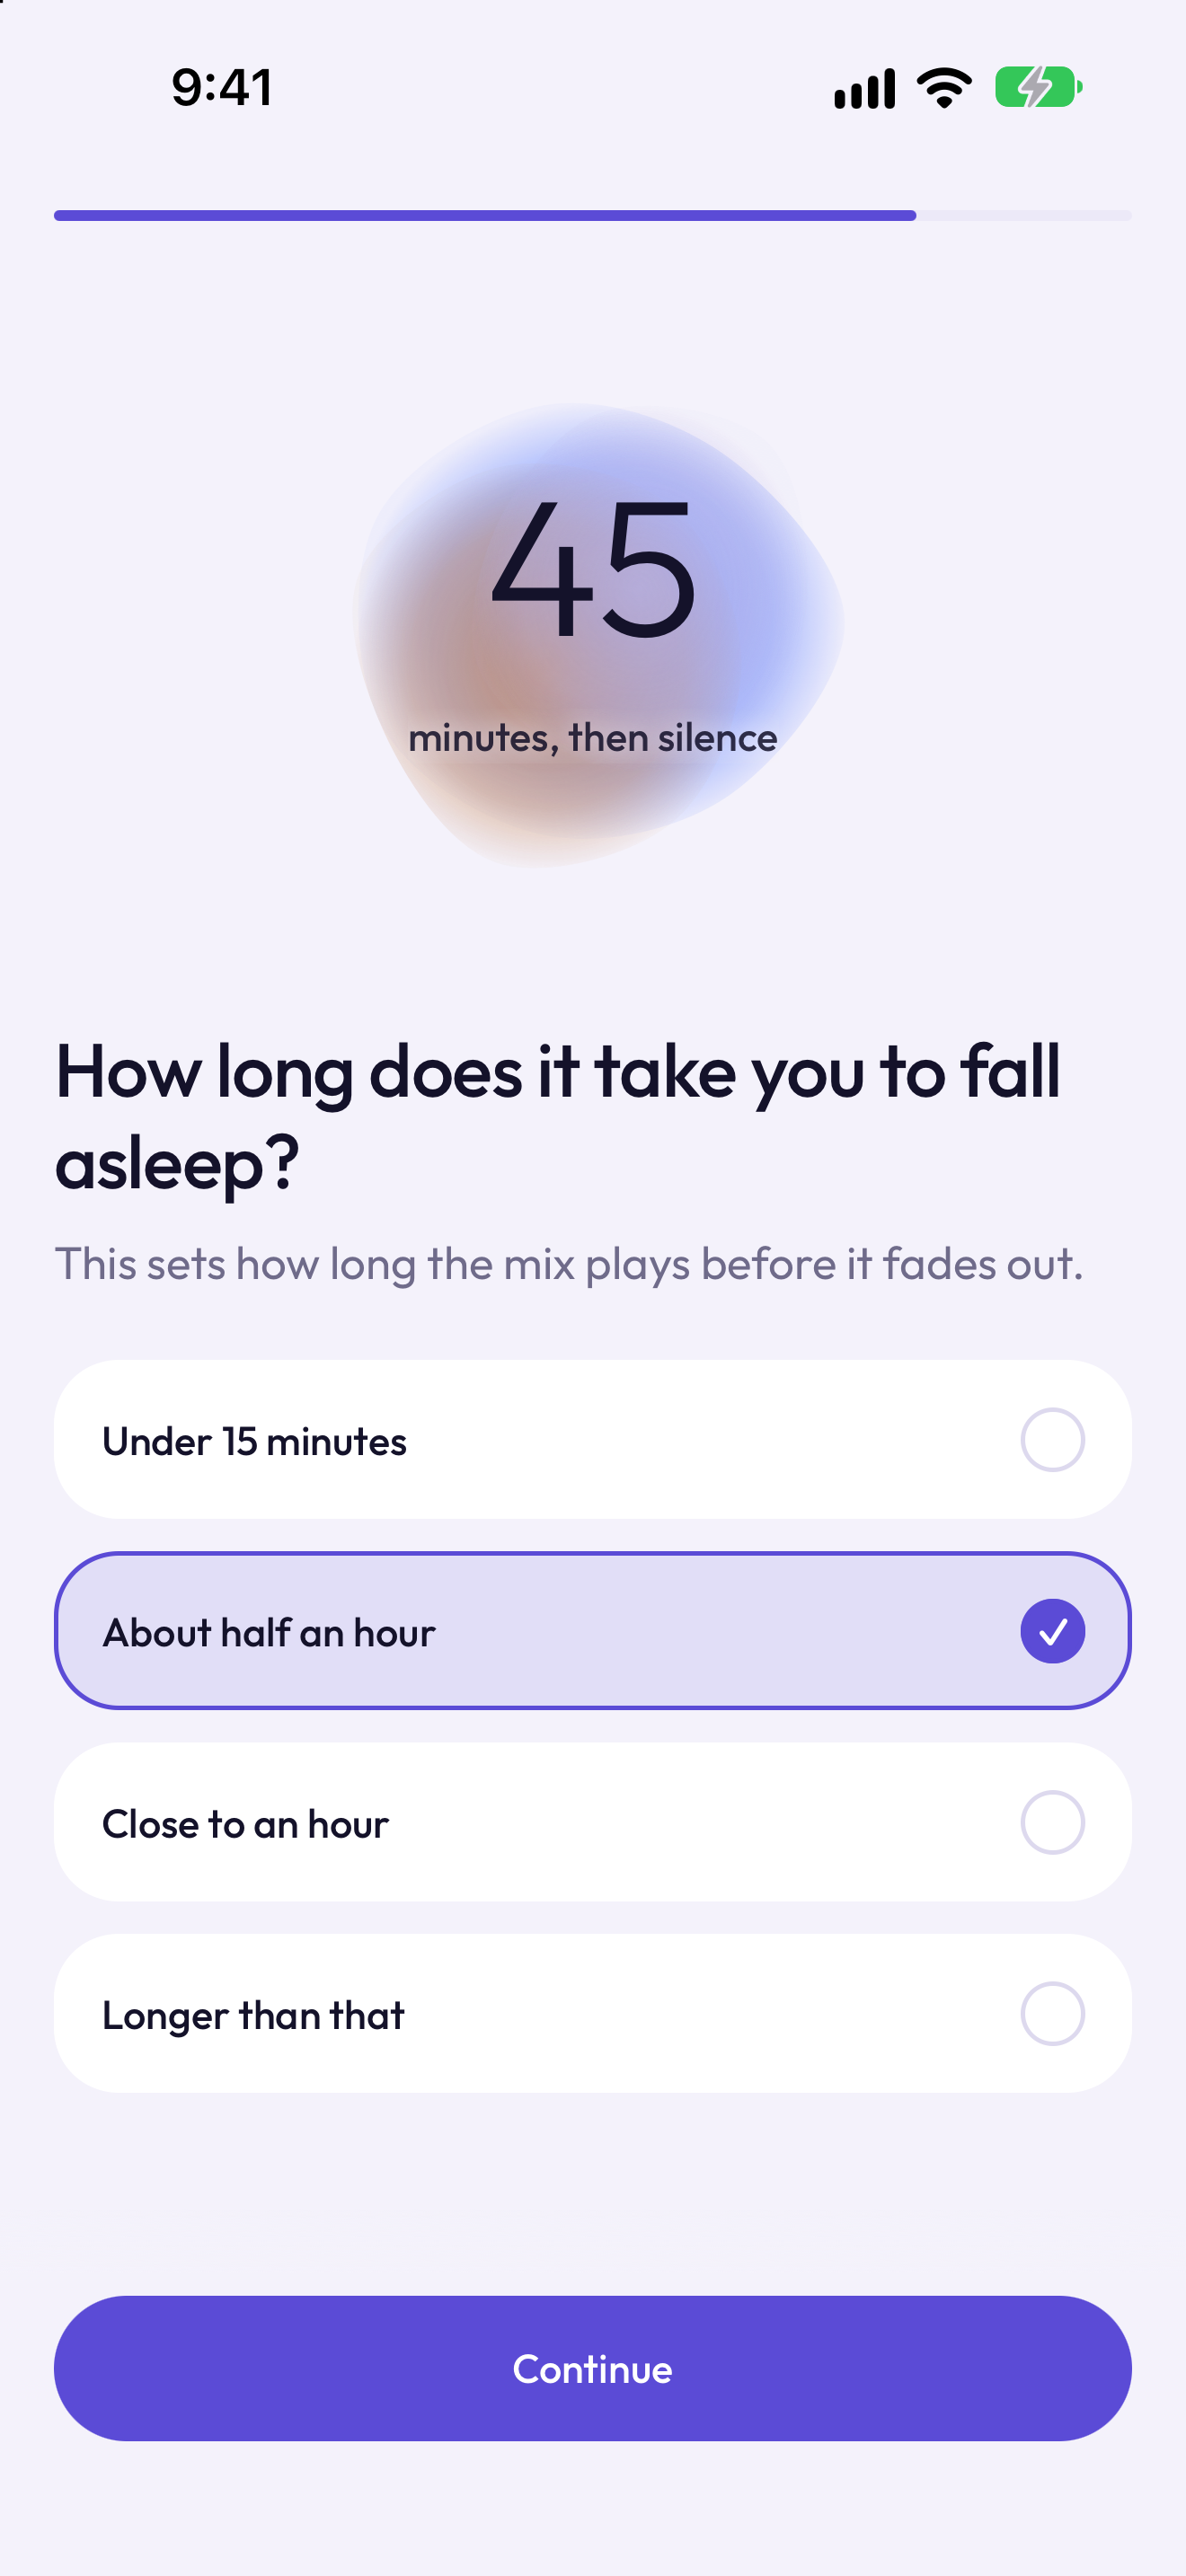 9:41
45
minutes, then silence
How long does it take you to fall
asleep?
This sets how long the mix plays before it fades out.
Under 15 minutes
About half an hour
Close to an hour
Longer than that
Continue